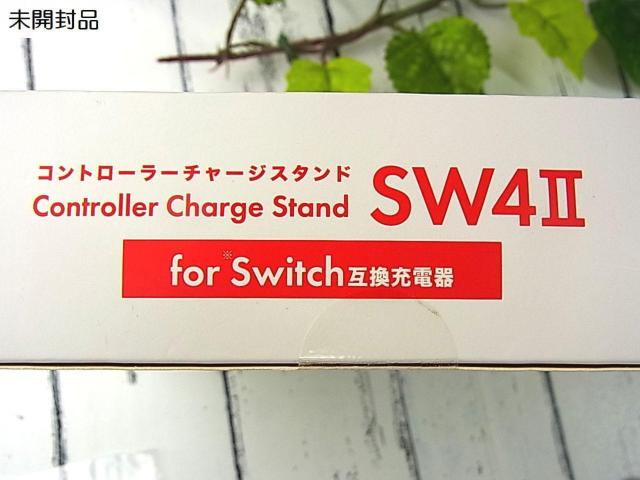 未開封品
コントローラーチャージスタンド
Controller Charge Stand SW4Ⅱ
for※Switch互換充電器